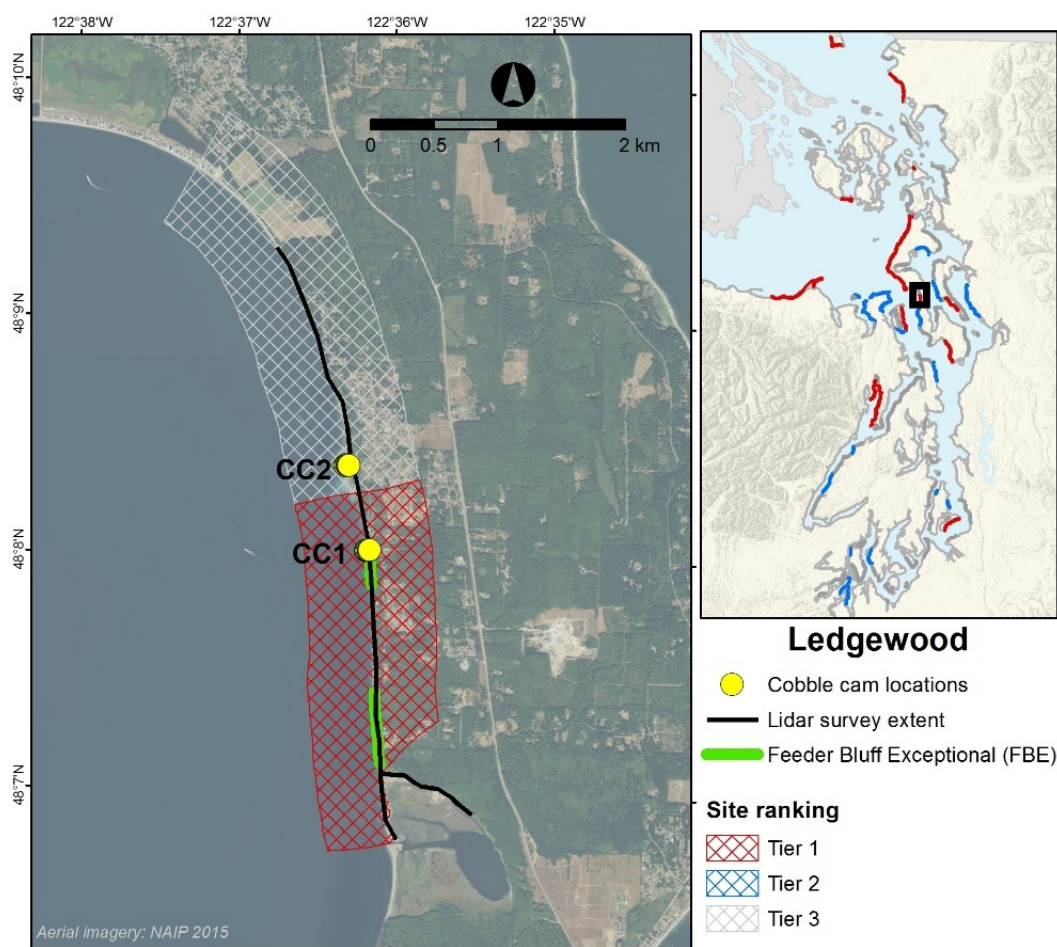 122°38'W
122°37'W
122°36'W
122°35'W
48°10'N
48°9'N
48°8'N
48°7'N
0 0.5 1 2 km
CC2
CC1
Aerial imagery: NAIP 2015
Ledgewood
Cobble cam locations
Lidar survey extent
Feeder Bluff Exceptional (FBE)
Site ranking
Tier 1
Tier 2
Tier 3